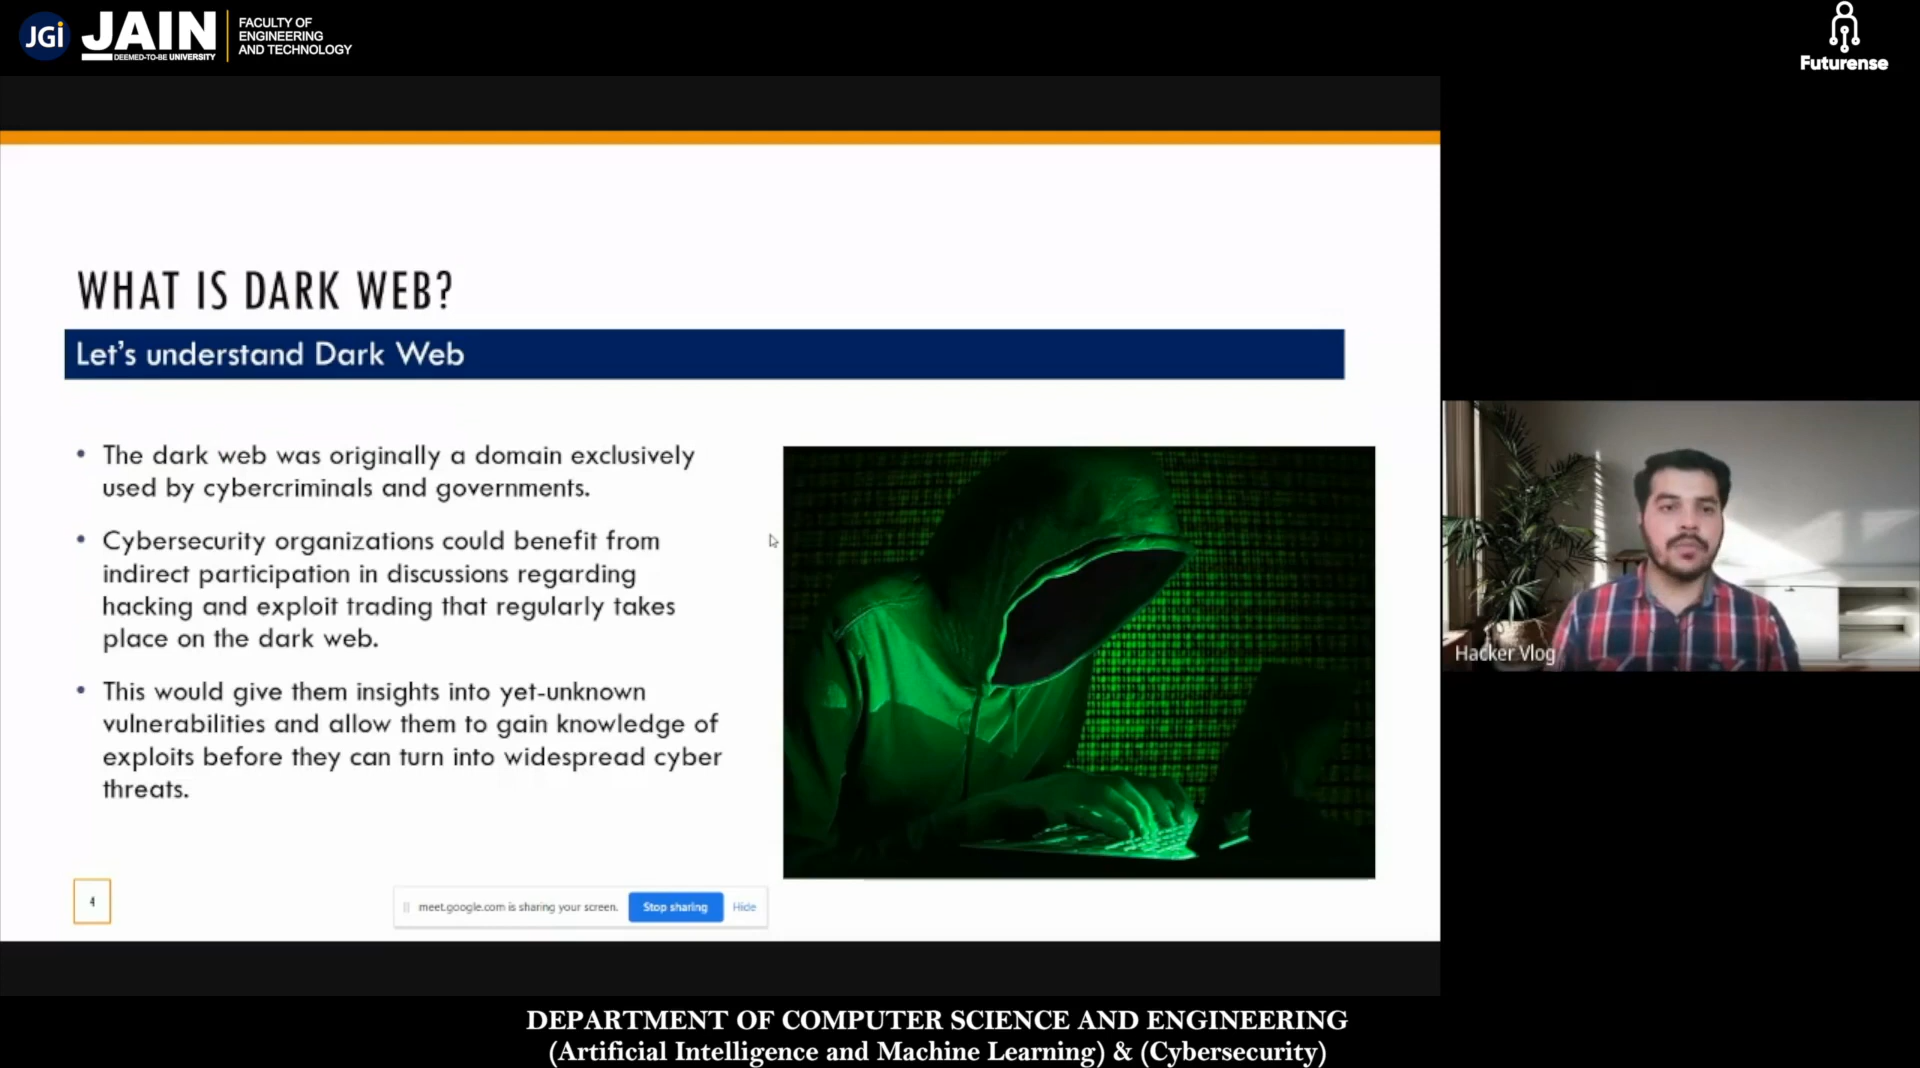 JGi
JAIN
DEEMED-TO-BE UNIVERSITY
FACULTY OF
ENGINEERING
AND TECHNOLOGY
Futurense
WHAT IS DARK WEB?
Let's understand Dark Web
• The dark web was originally a domain exclusively
used by cybercriminals and governments.
• Cybersecurity organizations could benefit from
indirect participation in discussions regarding
hacking and exploit trading that regularly takes
place on the dark web.
• This would give them insights into yet-unknown
vulnerabilities and allow them to gain knowledge of
exploits before they can turn into widespread cyber
threats.
Hacker Vlog
4
meet.google.com is sharing your screen. Stop sharing Hide
DEPARTMENT OF COMPUTER SCIENCE AND ENGINEERING
(Artificial Intelligence and Machine Learning) & (Cybersecurity)